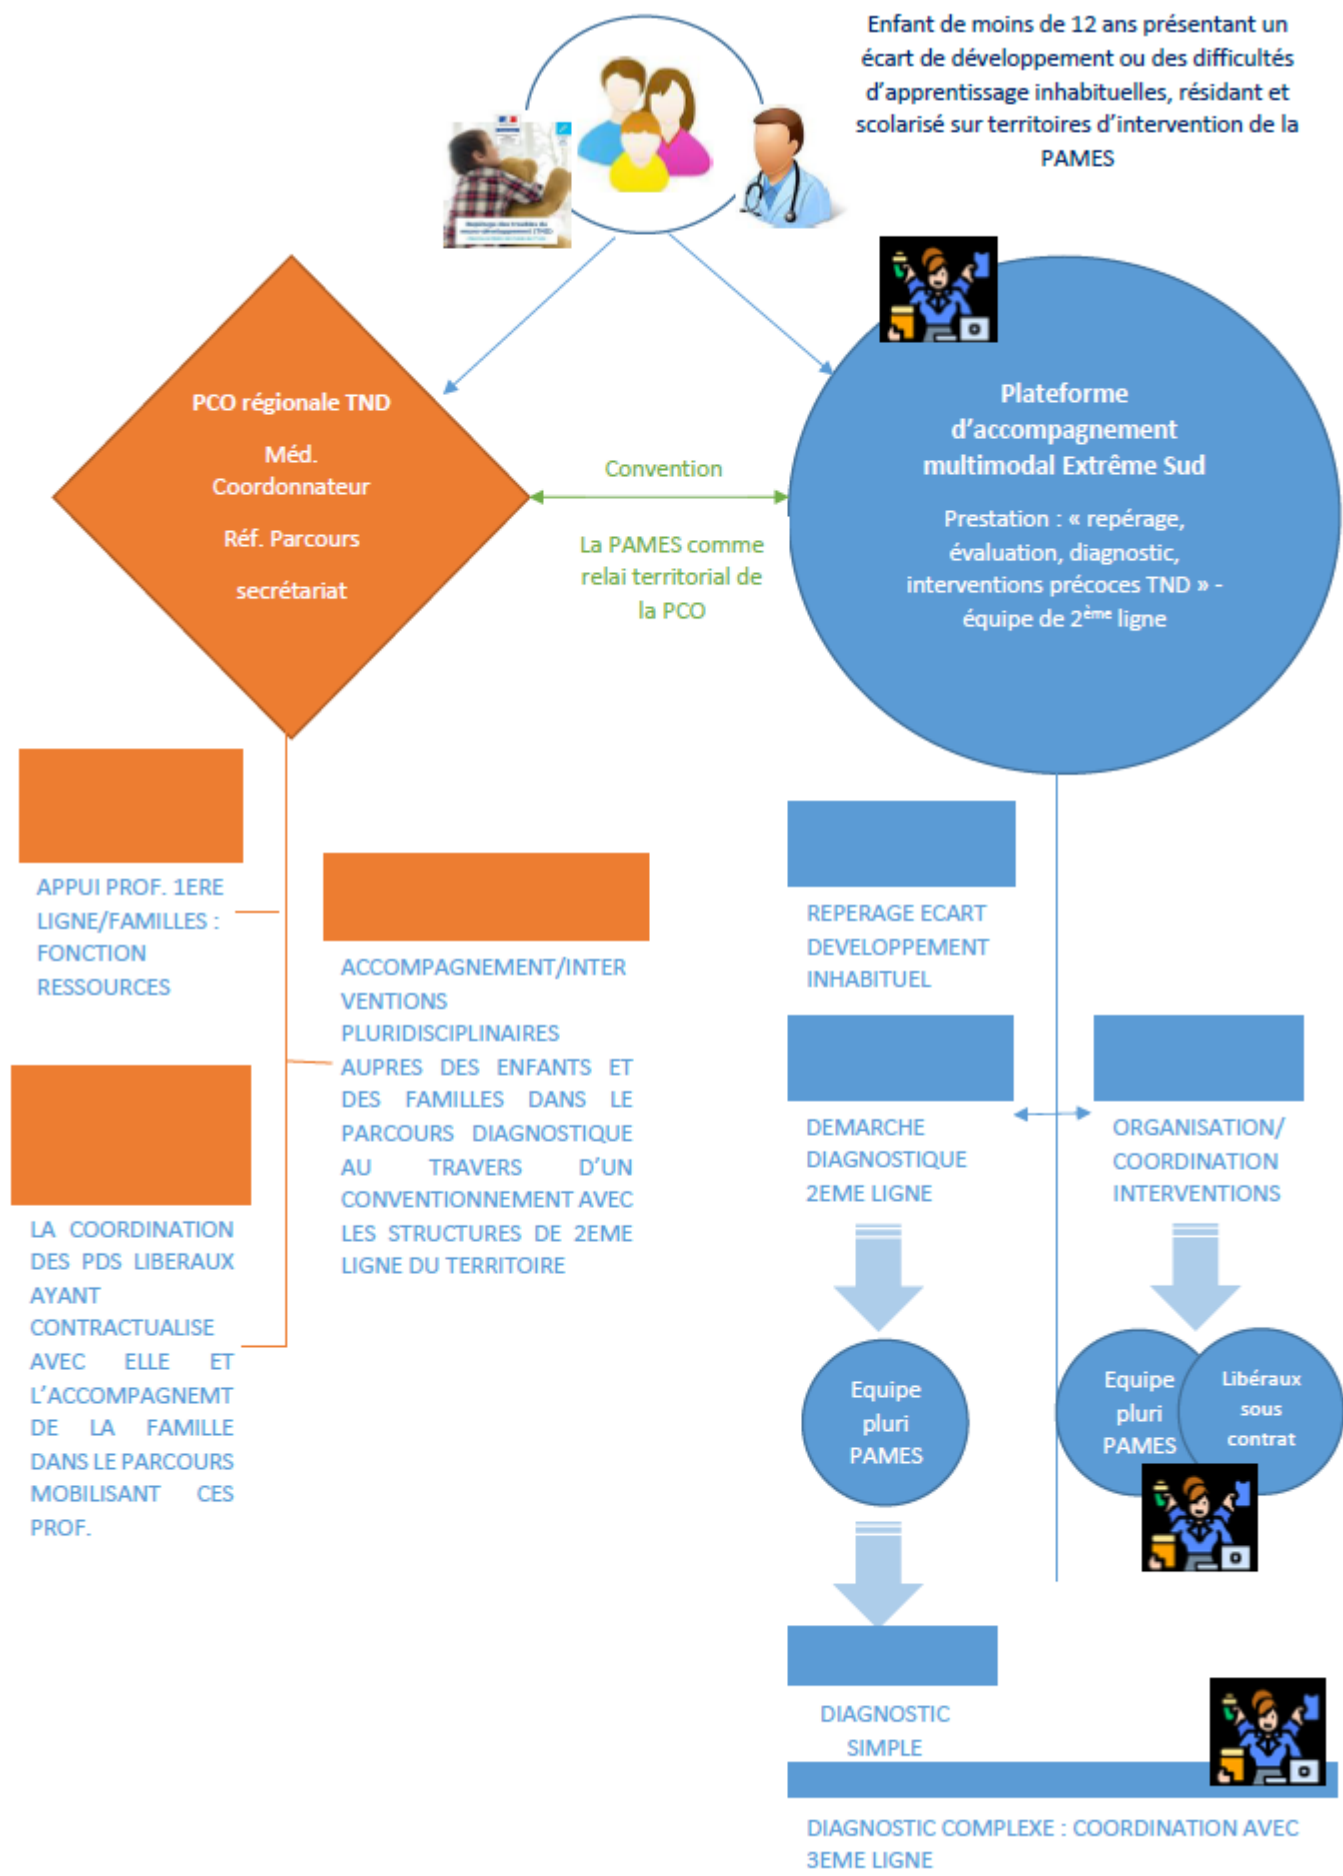 Enfant de moins de 12 ans présentant un
écart de développement ou des difficultés
d'apprentissage inhabituelles, résidant et
scolarisé sur territoires d'intervention de la
PAMES
PCO régionale TND
Méd.
Coordonnateur
Réf. Parcours
secrétariat
Convention
La PAMES comme
relai territorial de
la PCO
Plateforme
d'accompagnement
multimodal Extrême Sud
Prestation : « repérage,
évaluation, diagnostic,
interventions précoces TND » -
équipe de 2ème ligne
APPUI PROF. 1ERE
LIGNE/FAMILLES :
FONCTION
RESSOURCES
ACCOMPAGNEMENT/INTER
VENTIONS
PLURIDISCIPLINAIRES
AUPRES DES ENFANTS ET
DES FAMILLES DANS LE
PARCOURS DIAGNOSTIQUE
AU TRAVERS D'UN
CONVENTIONNEMENT AVEC
LES STRUCTURES DE 2EME
LIGNE DU TERRITOIRE
LA COORDINATION
DES PDS LIBERAUX
AYANT
CONTRACTUALISE
AVEC ELLE ET
L'ACCOMPAGNEMT
DE LA FAMILLE
DANS LE PARCOURS
MOBILISANT CES
PROF.
REPERAGE ECART
DEVELOPPEMENT
INHABITUEL
DEMARCHE
DIAGNOSTIQUE
2EME LIGNE
ORGANISATION/
COORDINATION
INTERVENTIONS
Equipe
pluri
PAMES
Equipe
pluri
PAMES
Libéraux
sous
contrat
DIAGNOSTIC
SIMPLE
DIAGNOSTIC COMPLEXE : COORDINATION AVEC
3EME LIGNE